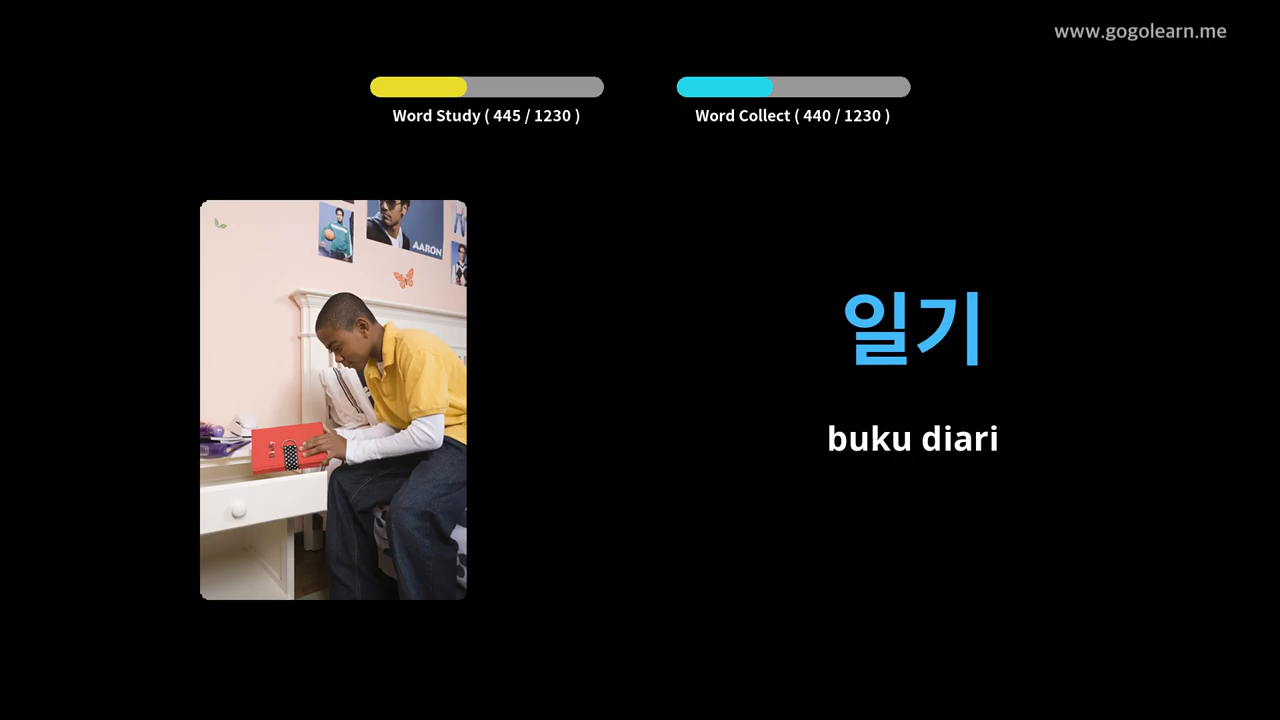 www.gogolearn.me
Word Study ( 445 / 1230 )
Word Collect ( 440 / 1230 )
AARON
일기
buku diari